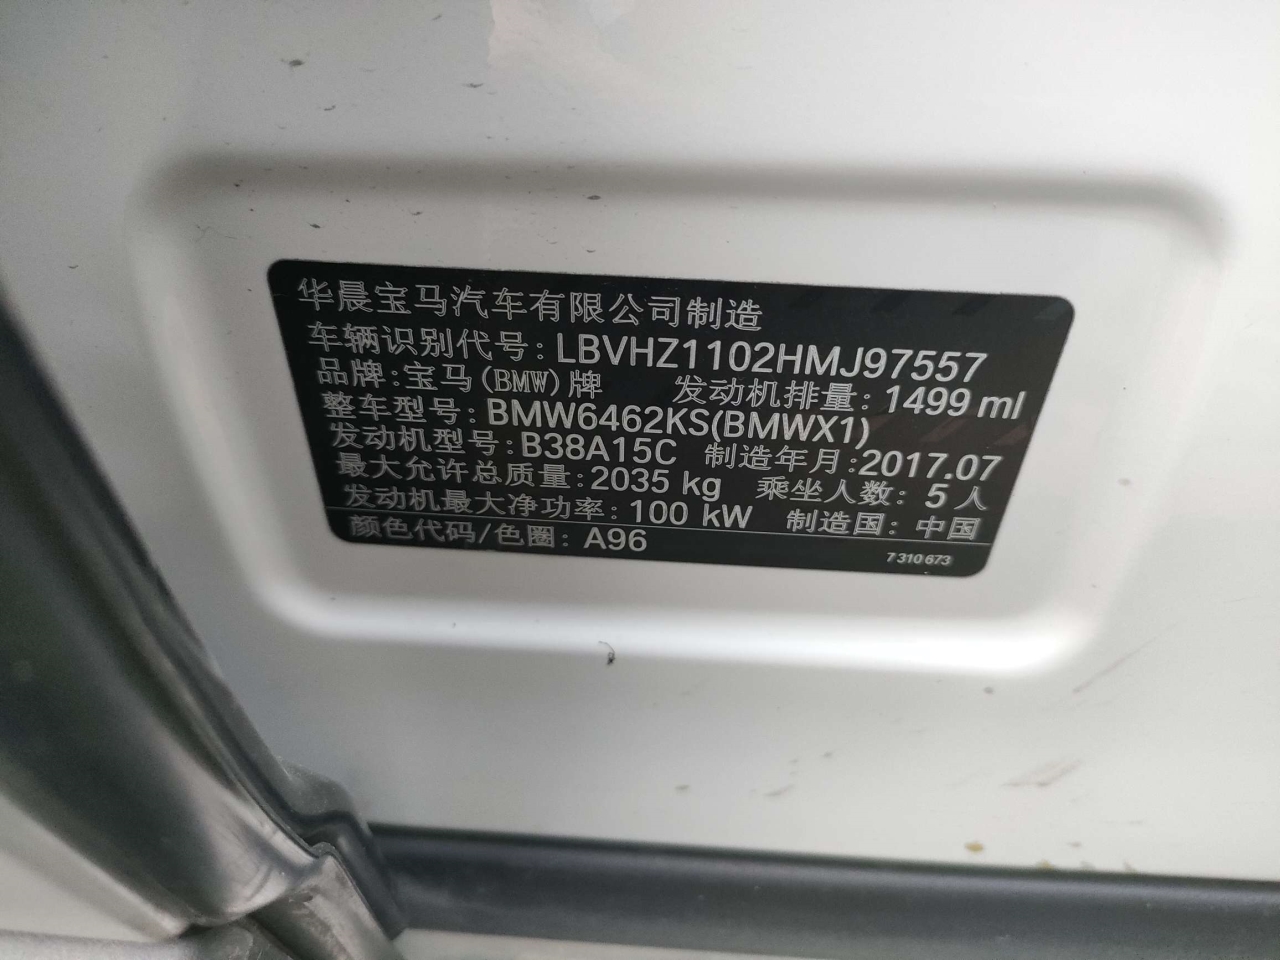 华晨宝马汽车有限公司制造
车辆识别代号: LBVHZ1102HMJ97557
品牌: 宝马(BMW)牌 发动机排量: 1499 ml
整车型号: BMW6462KS(BMWX1)
发动机型号: B38A15C 制造年月: 2017.07
最大允许总质量: 2035 kg 乘坐人数: 5 人
发动机最大净功率: 100 kW 制造国: 中国
颜色代码/色圈: A96
7 310 673